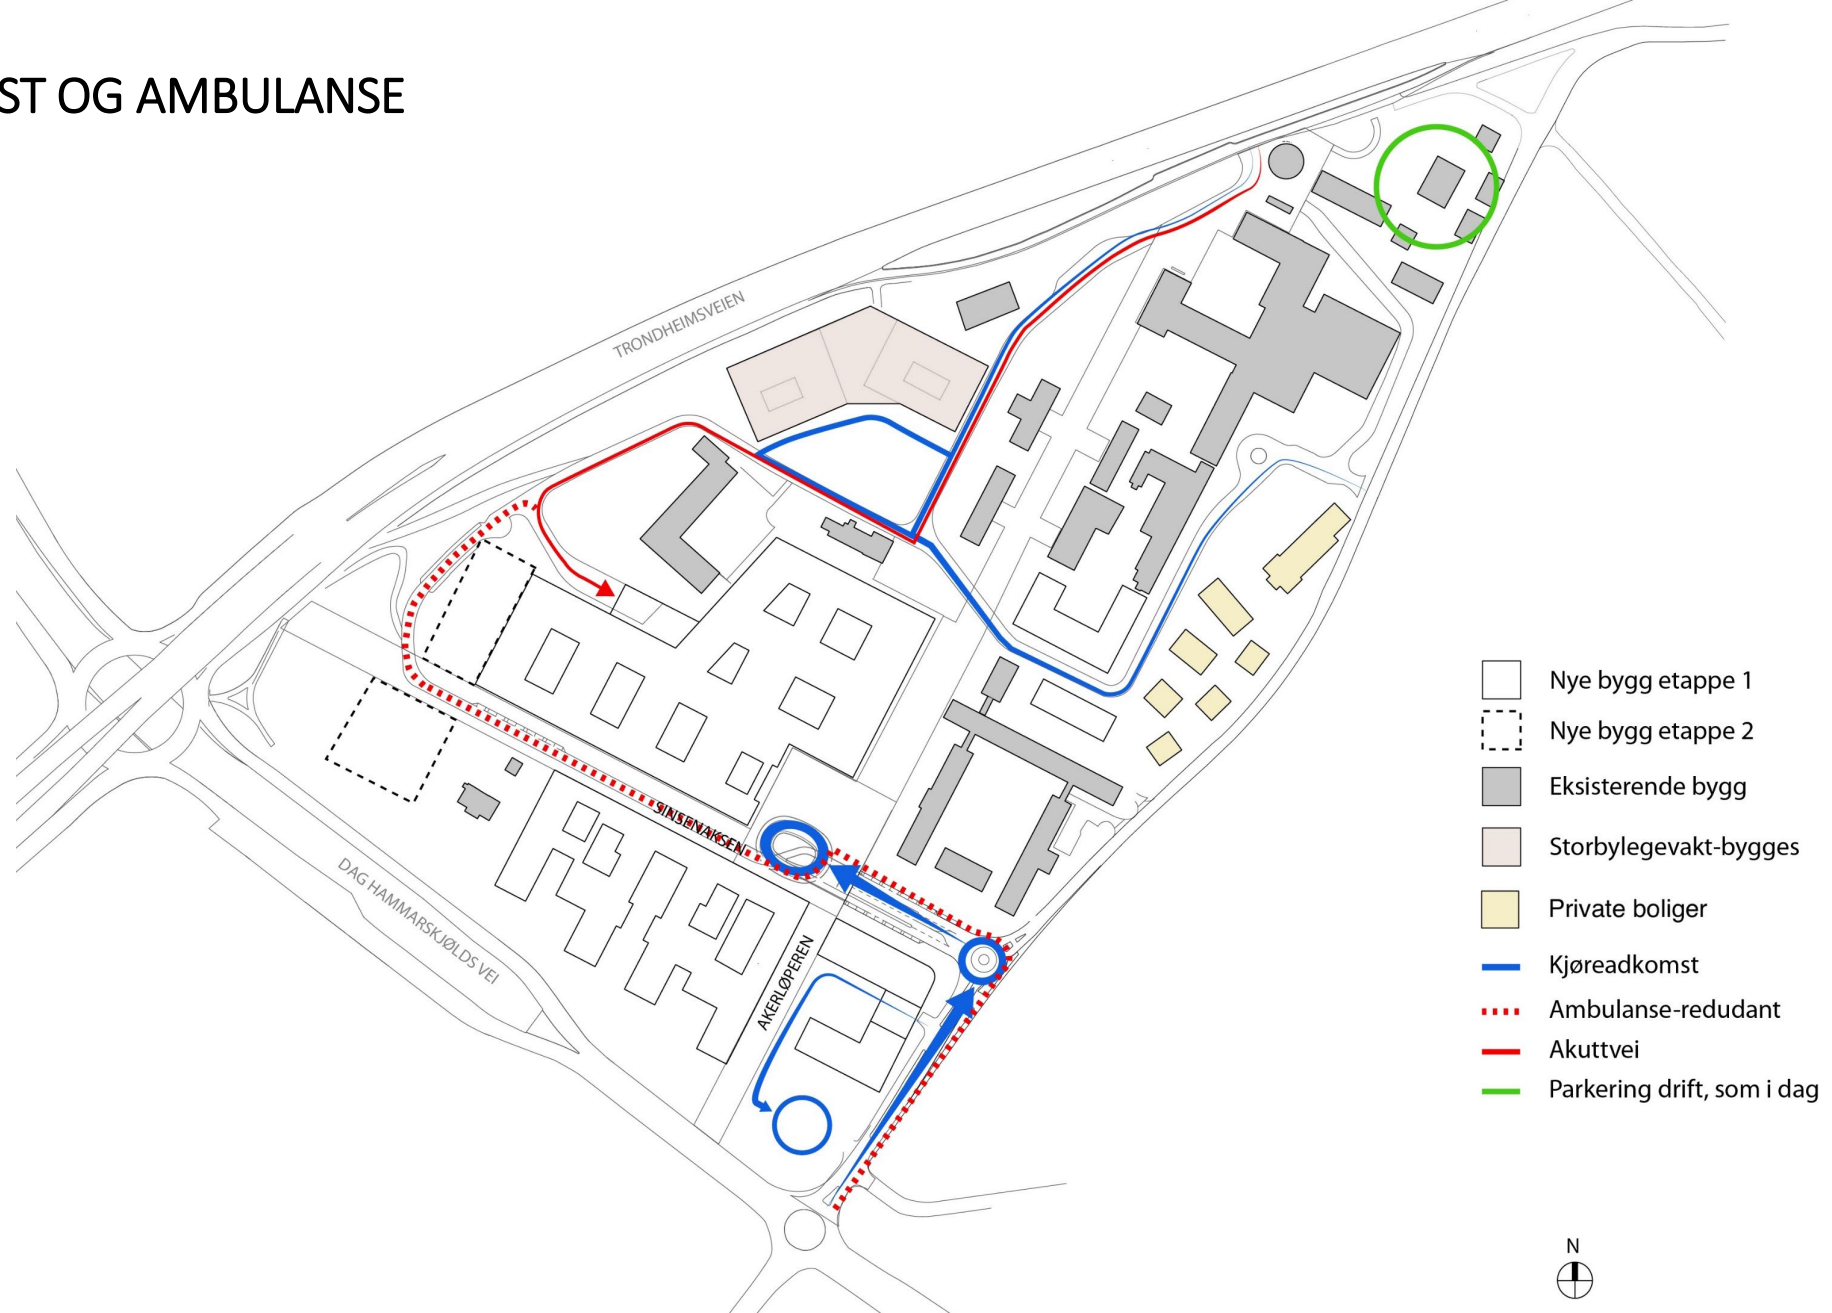 ST OG AMBULANSE
TRONDHEIMSVEIEN
SINSENAKSEN
DAG HAMMARSKJØLDS VEI
AKERLØPEREN
Nye bygg etappe 1
Nye bygg etappe 2
Eksisterende bygg
Storbylegevakt-bygges
Private boliger
Kjøreadkomst
Ambulanse-redudant
Akuttvei
Parkering drift, som i dag
N